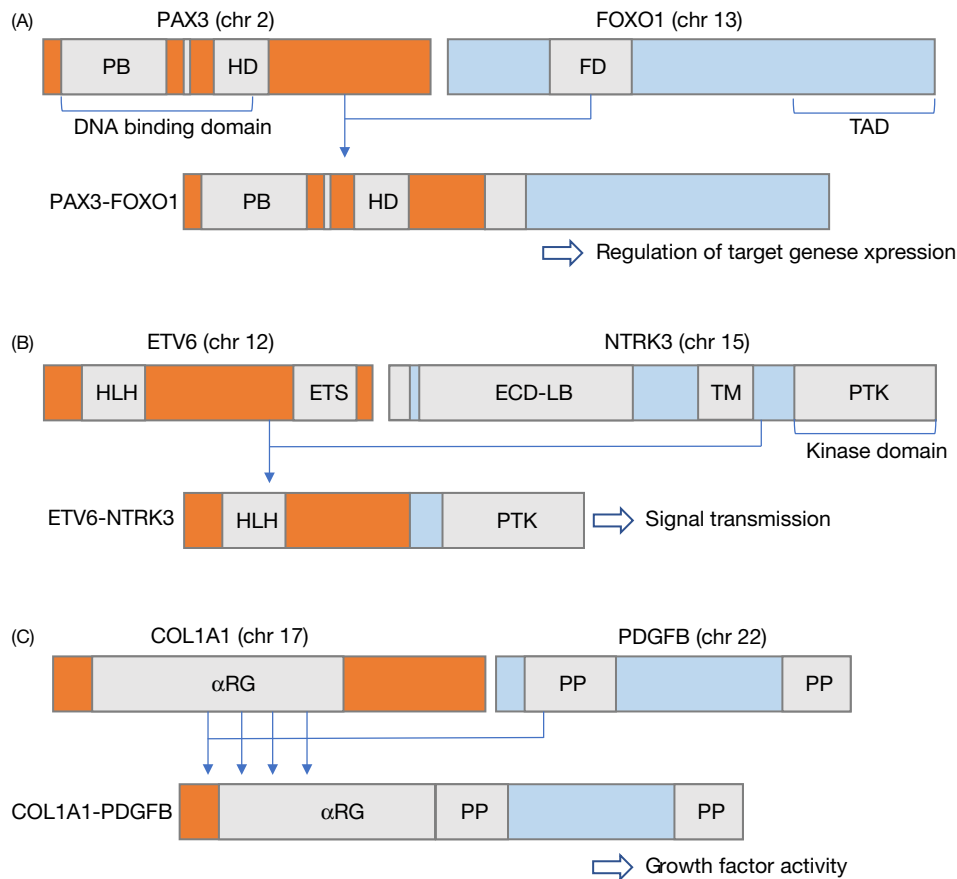 (A)
PAX3 (chr 2)
FOXO1 (chr 13)
PB
HD
FD
DNA binding domain
TAD
PAX3-FOXO1
PB
HD
Regulation of target genese xpression
(B)
ETV6 (chr 12)
NTRK3 (chr 15)
HLH
ETS
ECD-LB
TM
PTK
Kinase domain
ETV6-NTRK3
HLH
PTK
Signal transmission
(C)
COL1A1 (chr 17)
PDGFB (chr 22)
αRG
PP
PP
COL1A1-PDGFB
αRG
PP
PP
Growth factor activity